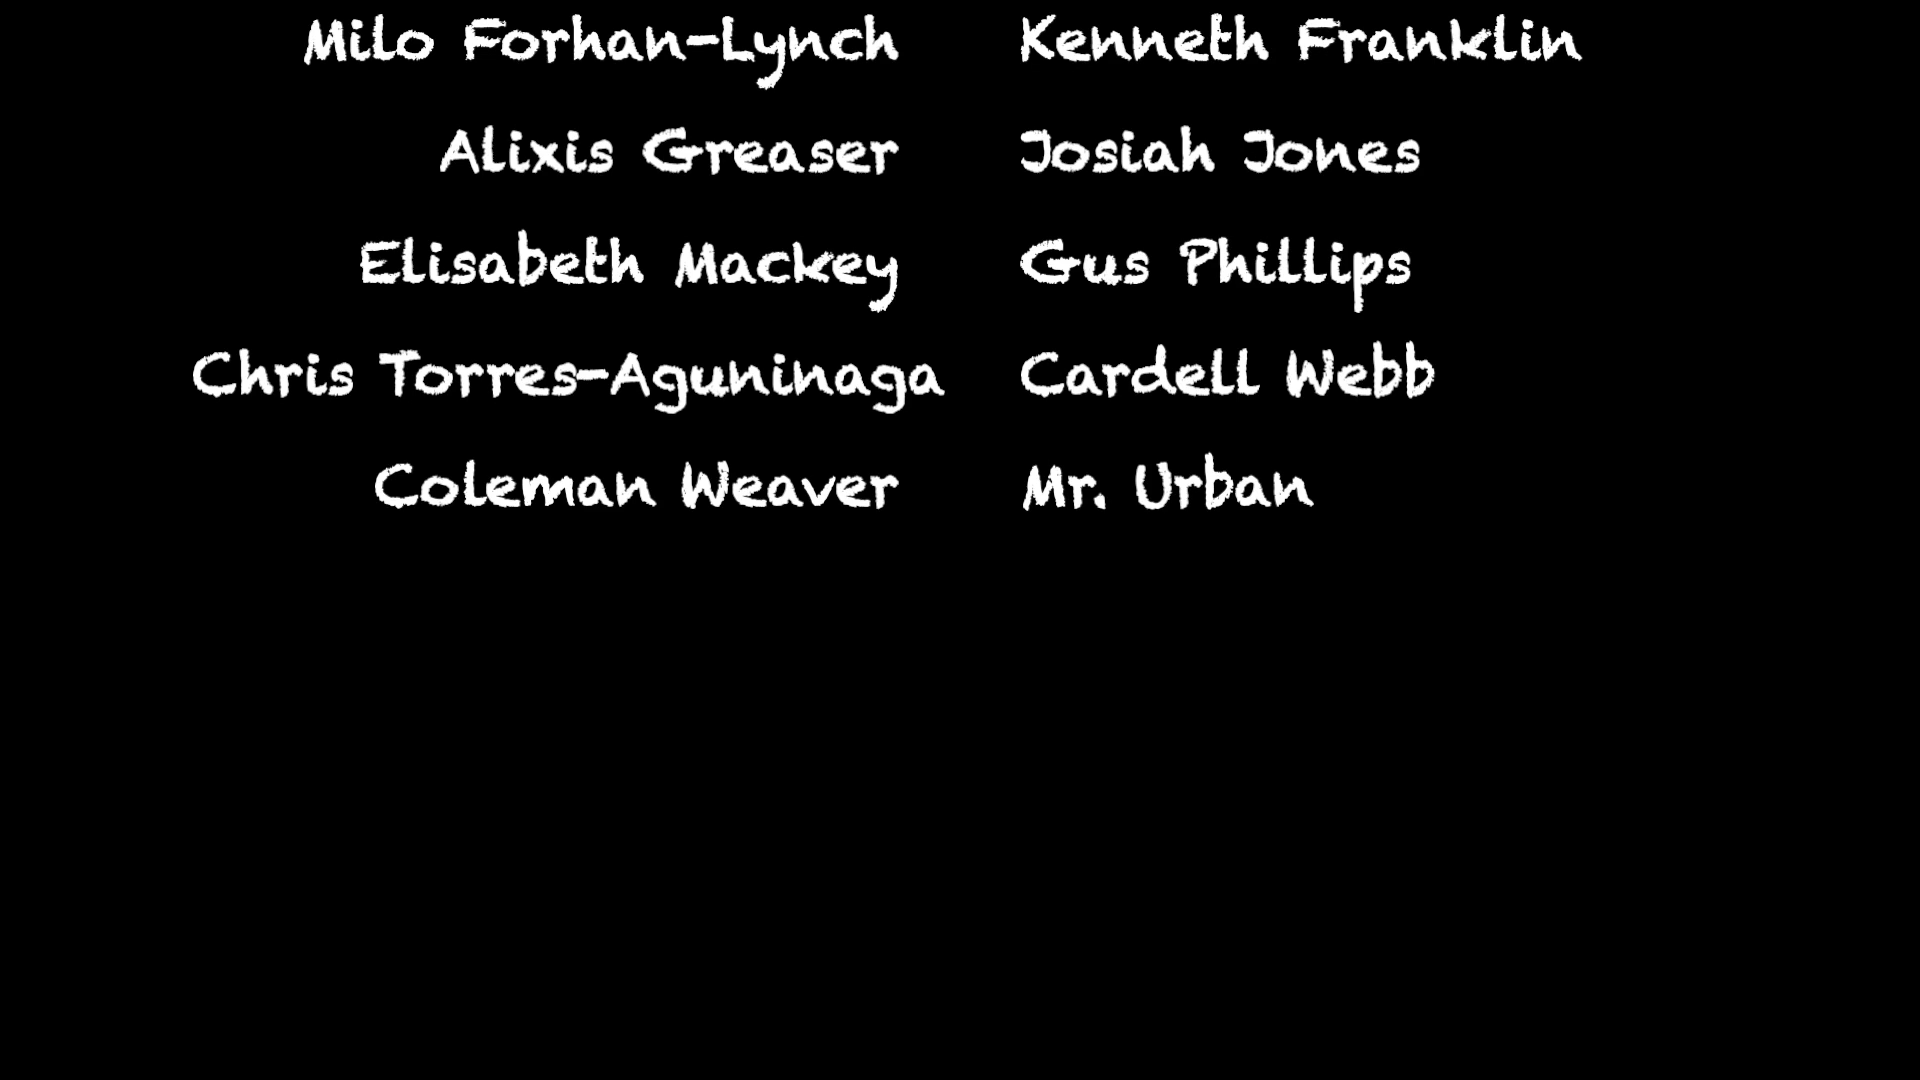 Milo Forhan-Lynch Kenneth Franklin
Alixis Greaser Josiah Jones
Elisabeth Mackey Gus Phillips
Chris Torres-Aguninaga Cardell Webb
Coleman Weaver Mr. Urban